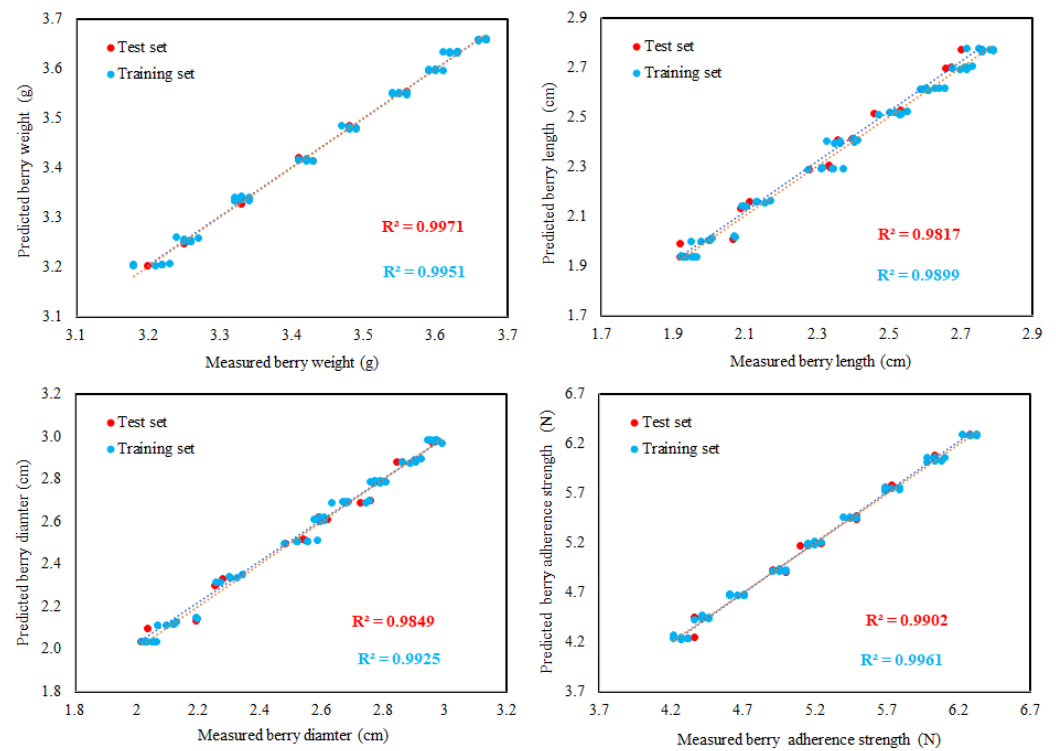 3.7
3.6
3.5
3.4
3.3
3.2
3.1
Predicted berry weight (g)
Test set
Training set
R² = 0.9971
R² = 0.9951
3.1 3.2 3.3 3.4 3.5 3.6 3.7
Measured berry weight (g)
2.9
2.7
2.5
2.3
2.1
1.9
1.7
Predicted berry length (cm)
Test set
Training set
R² = 0.9817
R² = 0.9899
1.7 2.1 2.3 2.5 2.7 2.9
Measured berry length (cm)
3.2
3.0
2.8
2.6
2.4
2.2
2.0
1.8
Predicted berry diamter (cm)
Test set
Training set
R² = 0.9849
R² = 0.9925
1.8 2 2.2 2.4 2.6 2.8 3 3.2
Measured berry diamter (cm)
6.7
6.2
5.7
5.2
4.7
4.2
3.7
Predicted berry adherence strength (N)
Test set
Training set
R² = 0.9902
R² = 0.9961
3.7 4.2 4.7 5.2 5.7 6.2 6.7
Measured berry adherence strength (N)